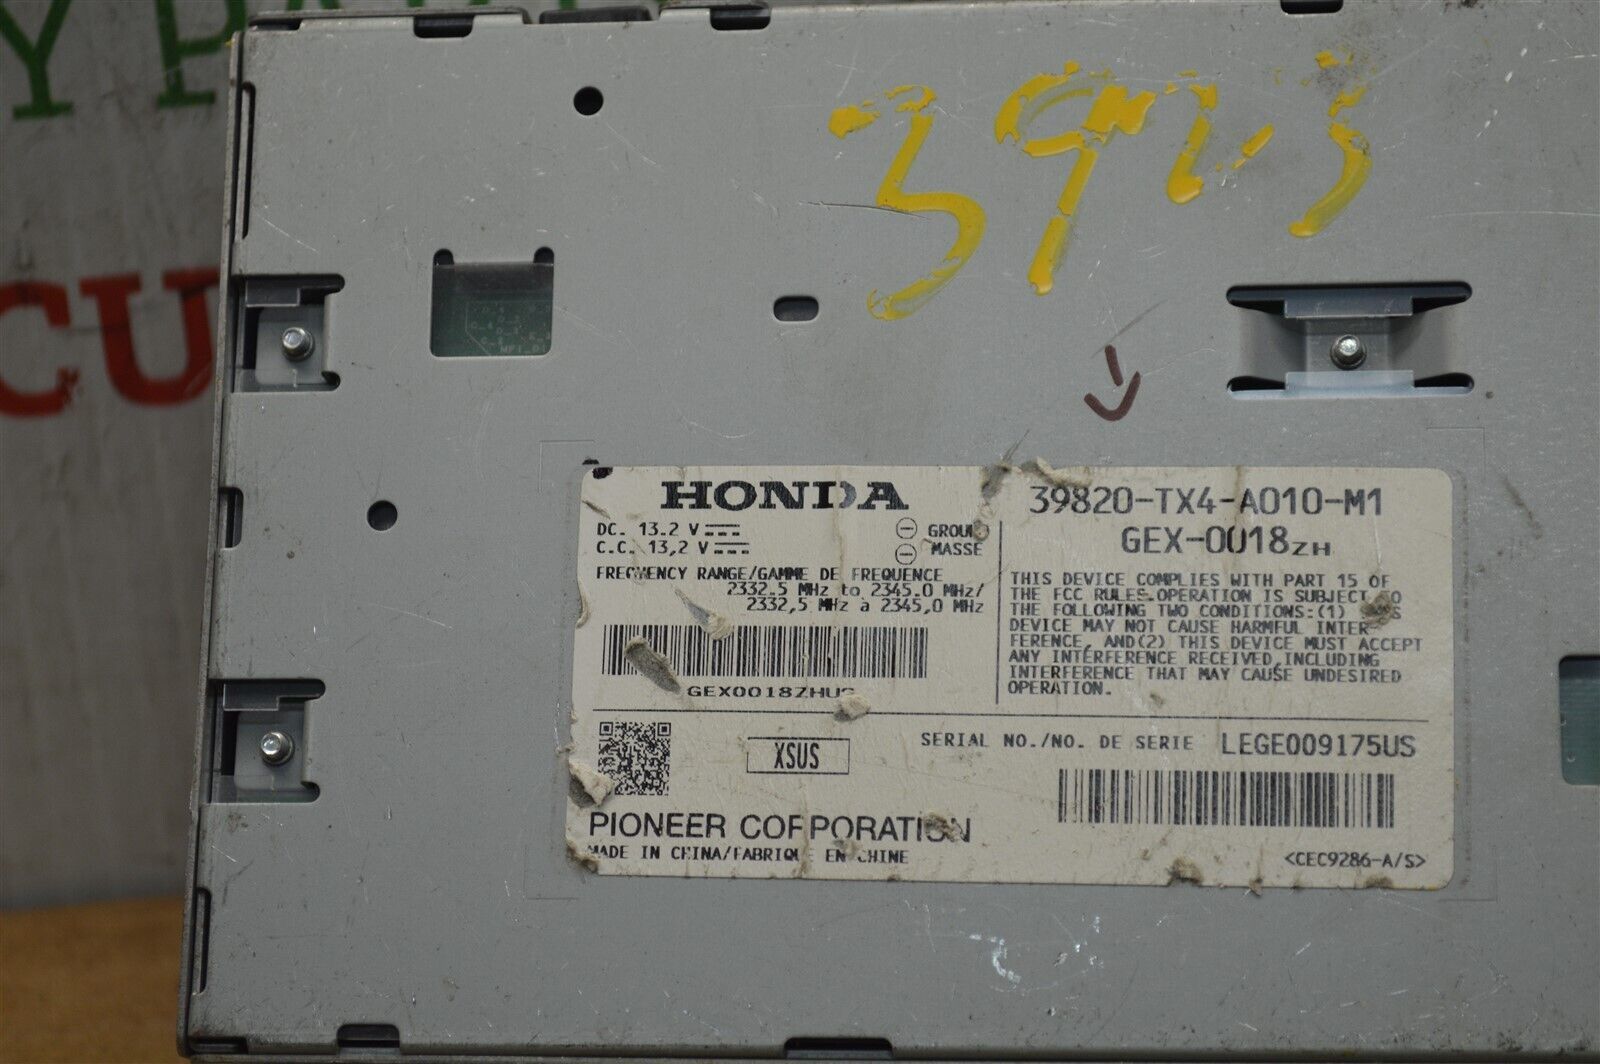 CU
HONDA
DC. 13.2 V
C.C. 13,2 V
GROUND
MASSE
FREQUENCY RANGE/GAMME DE FREQUENCE
2332.5 MHz to 2345.0 MHz/
2332,5 MHz à 2345,0 MHz
GEX0018ZHUS
39820-TX4-A010-M1
GEX-0018ZH
THIS DEVICE COMPLIES WITH PART 15 OF
THE FCC RULES.OPERATION IS SUBJECT TO
THE FOLLOWING TWO CONDITIONS:(1) THIS
DEVICE MAY NOT CAUSE HARMFUL INTER-
FERENCE, AND(2) THIS DEVICE MUST ACCEPT
ANY INTERFERENCE RECEIVED,INCLUDING
INTERFERENCE THAT MAY CAUSE UNDESIRED
OPERATION.
XSUS
SERIAL NO./NO. DE SERIE LEGE009175US
PIONEER CORPORATION
MADE IN CHINA/FABRIQUE EN CHINE
<CEC9286-A/S>